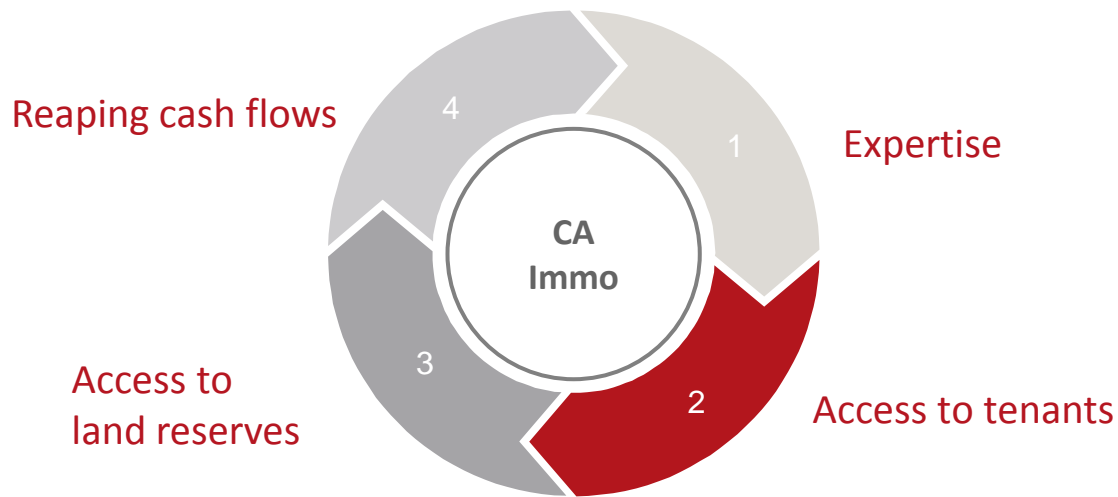 4
Reaping cash flows
1
Expertise
CA
Immo
3
Access to
land reserves
2
Access to tenants